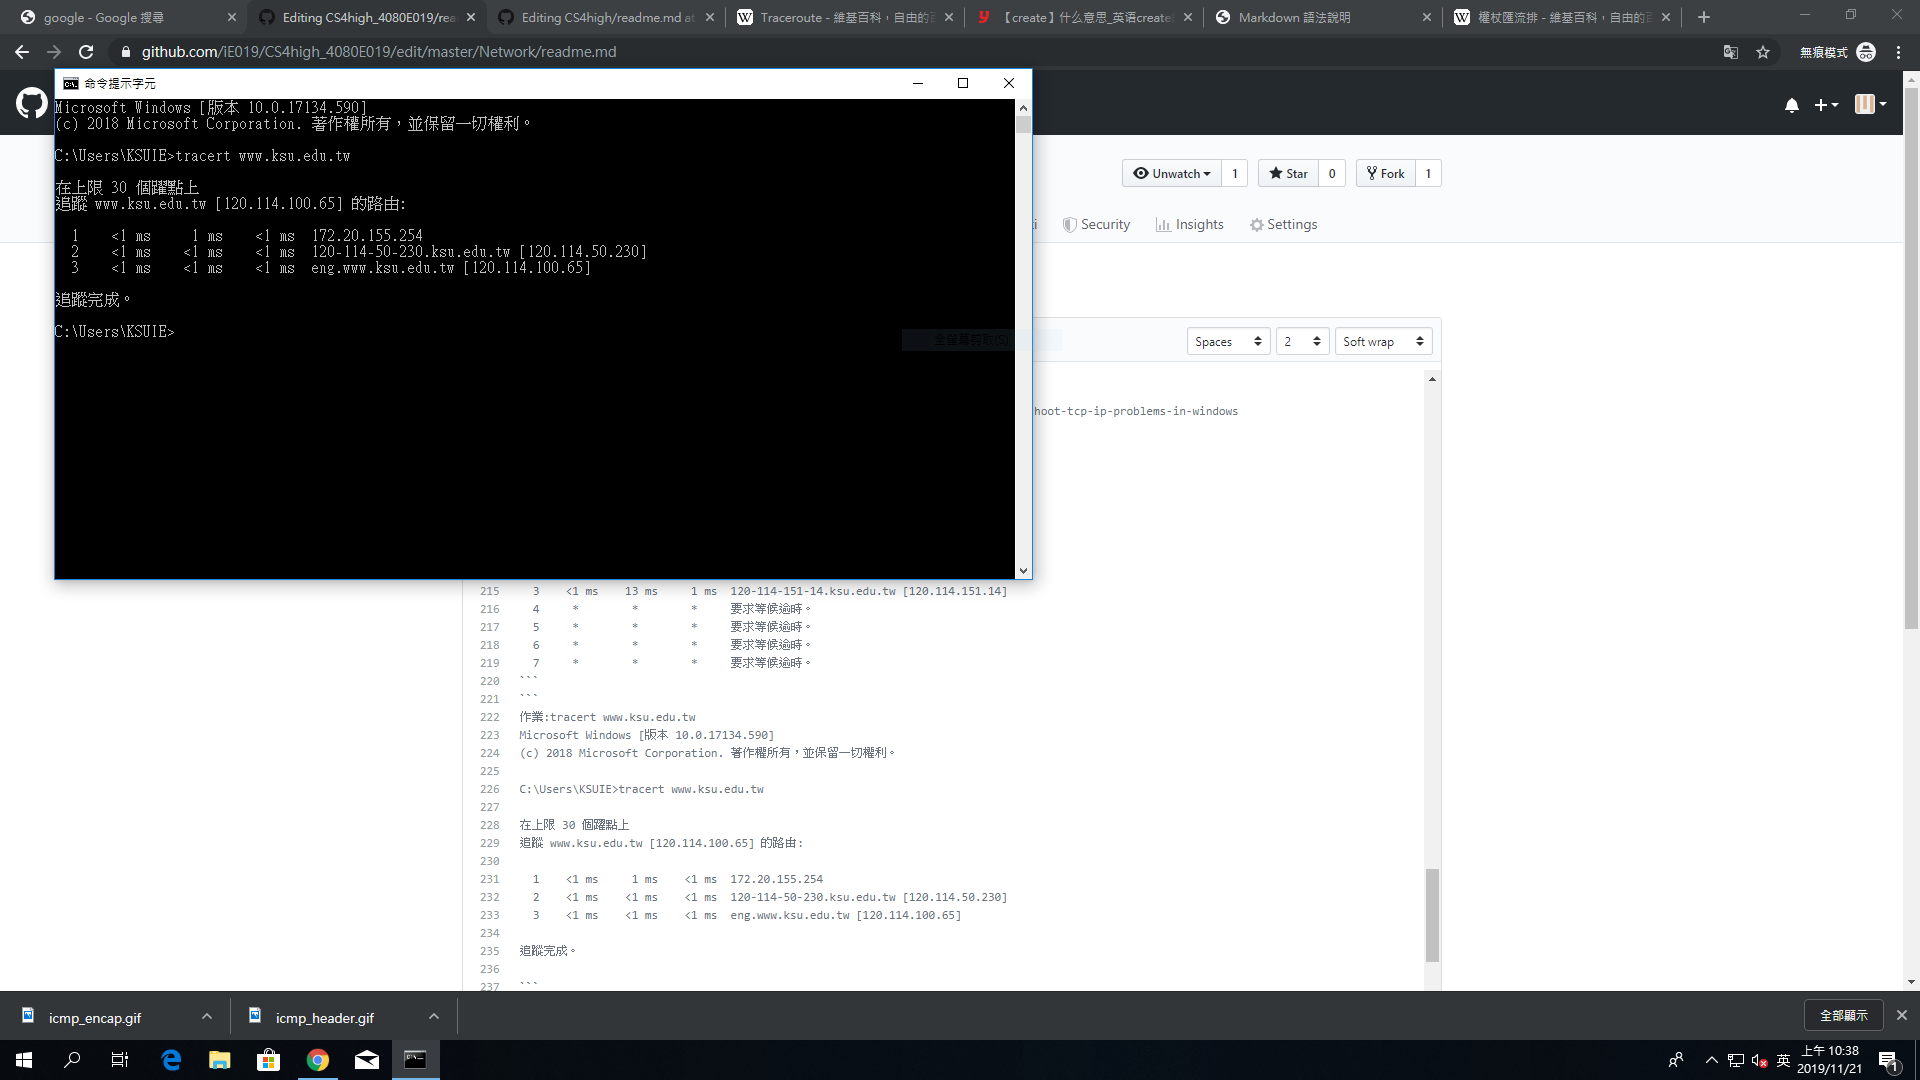 google - Google 搜尋
Editing CS4high_4080E019/rea
Editing CS4high/readme.md at
Traceroute - 維基百科，自由的百
【create】什么意思_英语create
Markdown 語法說明
權杖匯流排 - 維基百科，自由的百
github.com/iE019/CS4high_4080E019/edit/master/Network/readme.md
無痕模式
命令提示字元
Microsoft Windows [版本 10.0.17134.590]
(c) 2018 Microsoft Corporation. 著作權所有，並保留一切權利。
C:\Users\KSUIE>tracert www.ksu.edu.tw
在上限 30 個躍點上
追蹤 www.ksu.edu.tw [120.114.100.65] 的路由:
1 <1 ms 1 ms <1 ms 172.20.155.254
2 <1 ms <1 ms <1 ms 120-114-50-230.ksu.edu.tw [120.114.50.230]
3 <1 ms <1 ms <1 ms eng.www.ksu.edu.tw [120.114.100.65]
追蹤完成。
C:\Users\KSUIE>
全螢幕剪取(S)
Unwatch 1
Star 0
Fork 1
Security
Insights
Settings
Spaces
2
Soft wrap
hoot-tcp-ip-problems-in-windows
215 3 <1 ms 13 ms 1 ms 120-114-151-14.ksu.edu.tw [120.114.151.14]
216 4 * * * 要求等候逾時。
217 5 * * * 要求等候逾時。
218 6 * * * 要求等候逾時。
219 7 * * * 要求等候逾時。
220 ```
221 ```
222 作業:tracert www.ksu.edu.tw
223 Microsoft Windows [版本 10.0.17134.590]
224 (c) 2018 Microsoft Corporation. 著作權所有，並保留一切權利。
225
226 C:\Users\KSUIE>tracert www.ksu.edu.tw
227
228 在上限 30 個躍點上
229 追蹤 www.ksu.edu.tw [120.114.100.65] 的路由:
230
231 1 <1 ms 1 ms <1 ms 172.20.155.254
232 2 <1 ms <1 ms <1 ms 120-114-50-230.ksu.edu.tw [120.114.50.230]
233 3 <1 ms <1 ms <1 ms eng.www.ksu.edu.tw [120.114.100.65]
234
235 追蹤完成。
236
237 ```
icmp_encap.gif
icmp_header.gif
全部顯示
英
上午 10:38
2019/11/21
1